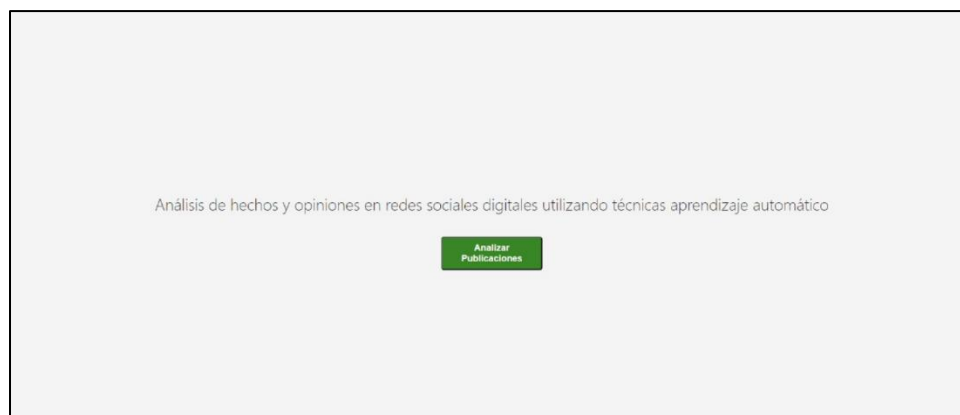 Análisis de hechos y opiniones en redes sociales digitales utilizando técnicas aprendizaje automático
Analizar
Publicaciones